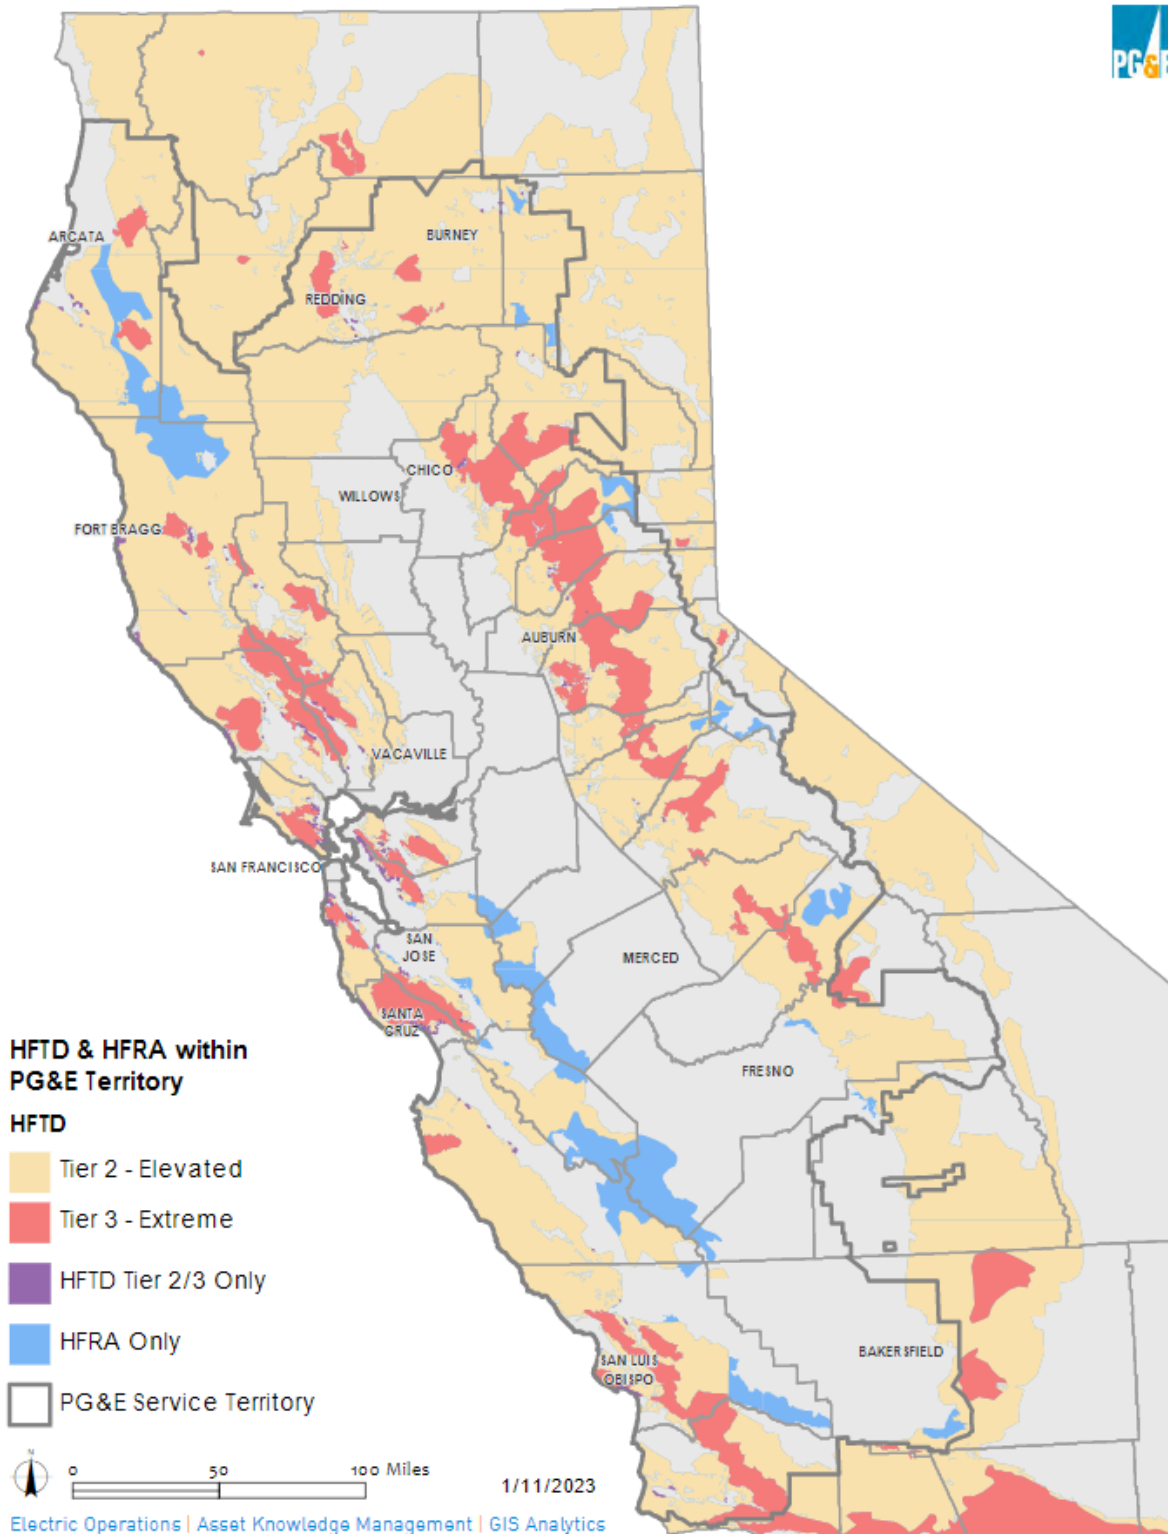 PG&E
ARCATA
BURNEY
REDDING
CHICO
WILLOWS
FORT BRAGG
AUBURN
VACAVILLE
SAN FRANCISCO
SAN
JOSE
MERCED
SANTA
CRUZ
FRESNO
BAKERSFIELD
SAN LUIS
OBISPO
HFTD & HFRA within
PG&E Territory
HFTD
Tier 2 - Elevated
Tier 3 - Extreme
HFTD Tier 2/3 Only
HFRA Only
PG&E Service Territory
N
0 50 100 Miles
1/11/2023
Electric Operations | Asset Knowledge Management | GIS Analytics